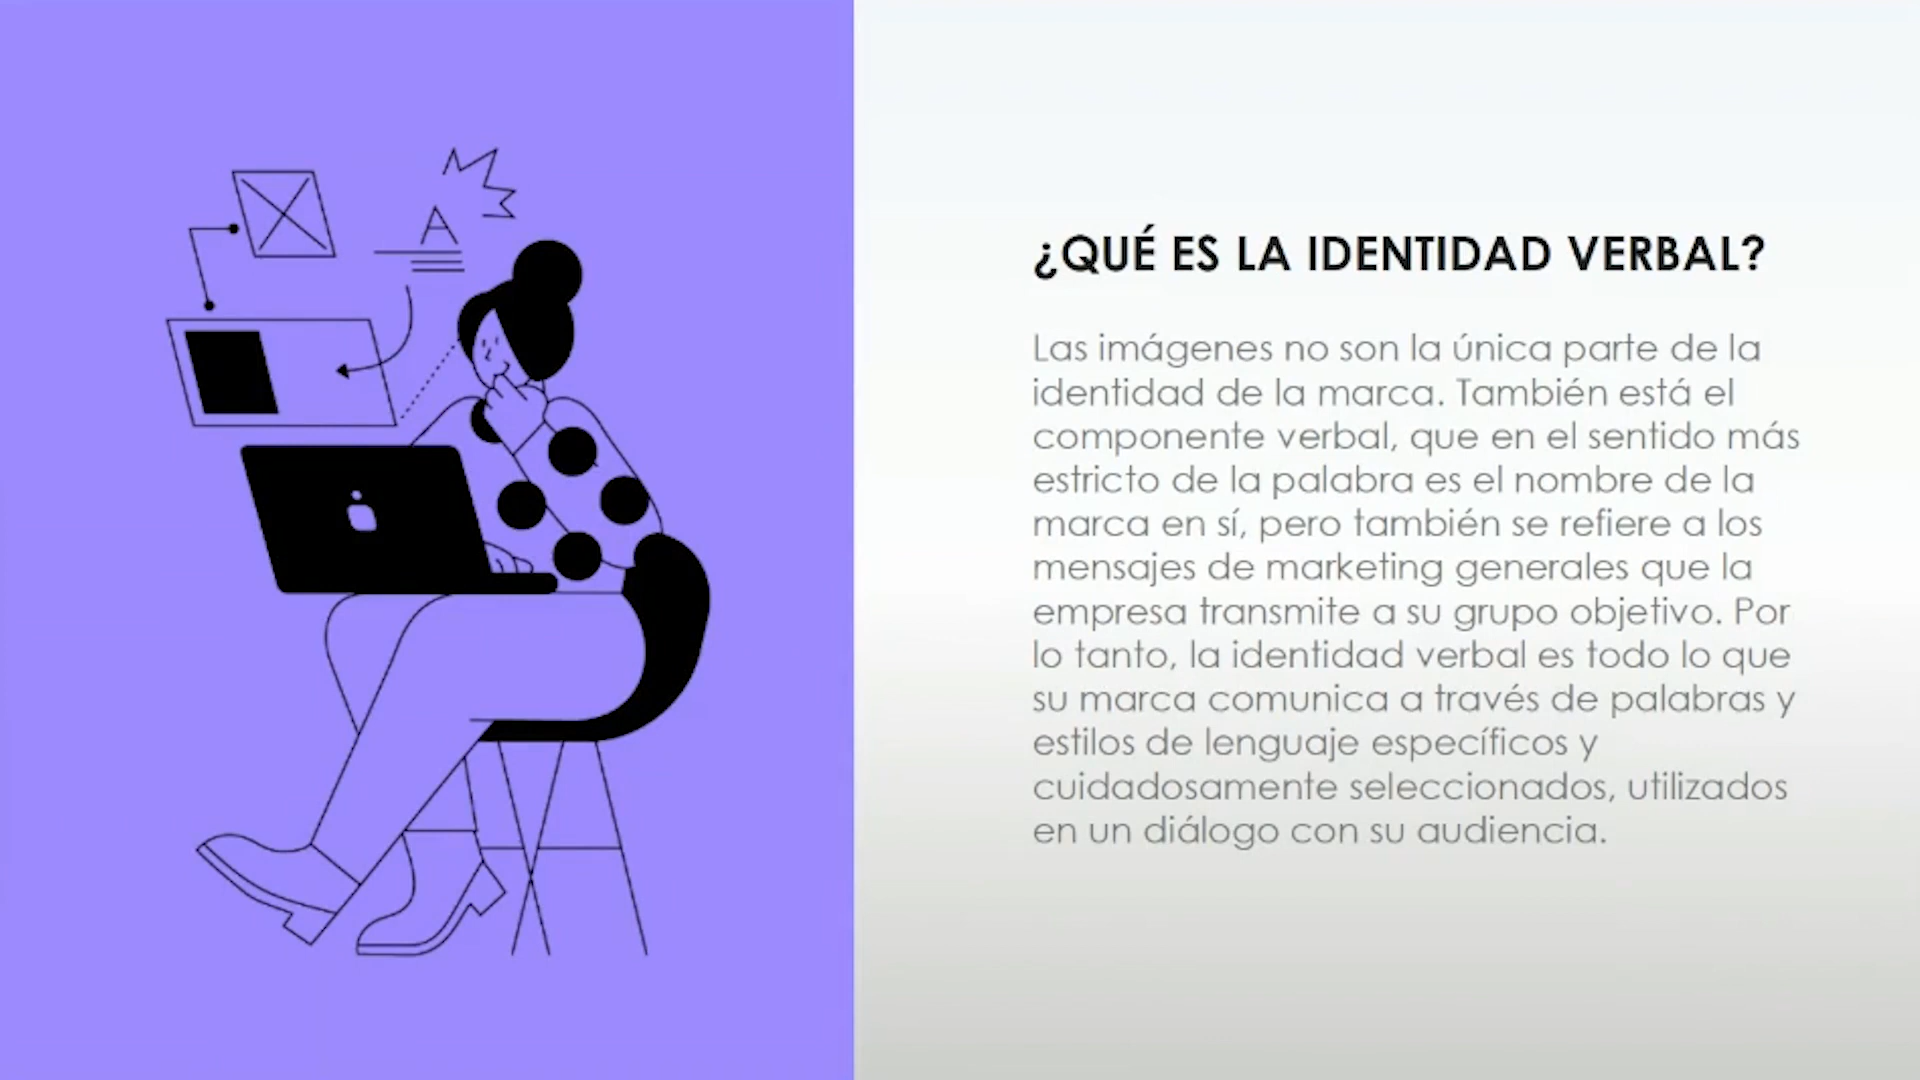 A
¿QUÉ ES LA IDENTIDAD VERBAL?
Las imágenes no son la única parte de la
identidad de la marca. También está el
componente verbal, que en el sentido más
estricto de la palabra es el nombre de la
marca en sí, pero también se refiere a los
mensajes de marketing generales que la
empresa transmite a su grupo objetivo. Por
lo tanto, la identidad verbal es todo lo que
su marca comunica a través de palabras y
estilos de lenguaje específicos y
cuidadosamente seleccionados, utilizados
en un diálogo con su audiencia.